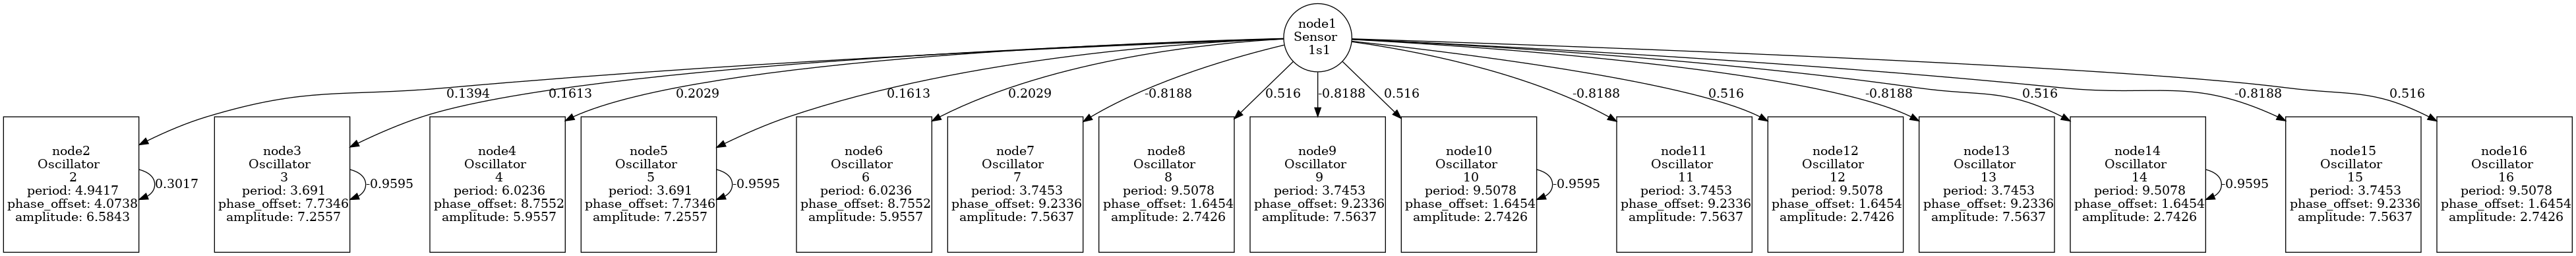 node1
Sensor
1s1
0.1394
0.1613
0.2029
0.1613
0.2029
-0.8188
0.516
-0.8188
0.516
-0.8188
0.516
-0.8188
0.516
-0.8188
0.516
node2
Oscillator
2
period: 4.9417
phase_offset: 4.0738
amplitude: 6.5843
0.3017
node3
Oscillator
3
period: 3.691
phase_offset: 7.7346
amplitude: 7.2557
-0.9595
node4
Oscillator
4
period: 6.0236
phase_offset: 8.7552
amplitude: 5.9557
node5
Oscillator
5
period: 3.691
phase_offset: 7.7346
amplitude: 7.2557
-0.9595
node6
Oscillator
6
period: 6.0236
phase_offset: 8.7552
amplitude: 5.9557
node7
Oscillator
7
period: 3.7453
phase_offset: 9.2336
amplitude: 7.5637
node8
Oscillator
8
period: 9.5078
phase_offset: 1.6454
amplitude: 2.7426
node9
Oscillator
9
period: 3.7453
phase_offset: 9.2336
amplitude: 7.5637
node10
Oscillator
10
period: 9.5078
phase_offset: 1.6454
amplitude: 2.7426
-0.9595
node11
Oscillator
11
period: 3.7453
phase_offset: 9.2336
amplitude: 7.5637
node12
Oscillator
12
period: 9.5078
phase_offset: 1.6454
amplitude: 2.7426
node13
Oscillator
13
period: 3.7453
phase_offset: 9.2336
amplitude: 7.5637
node14
Oscillator
14
period: 9.5078
phase_offset: 1.6454
amplitude: 2.7426
-0.9595
node15
Oscillator
15
period: 3.7453
phase_offset: 9.2336
amplitude: 7.5637
node16
Oscillator
16
period: 9.5078
phase_offset: 1.6454
amplitude: 2.7426